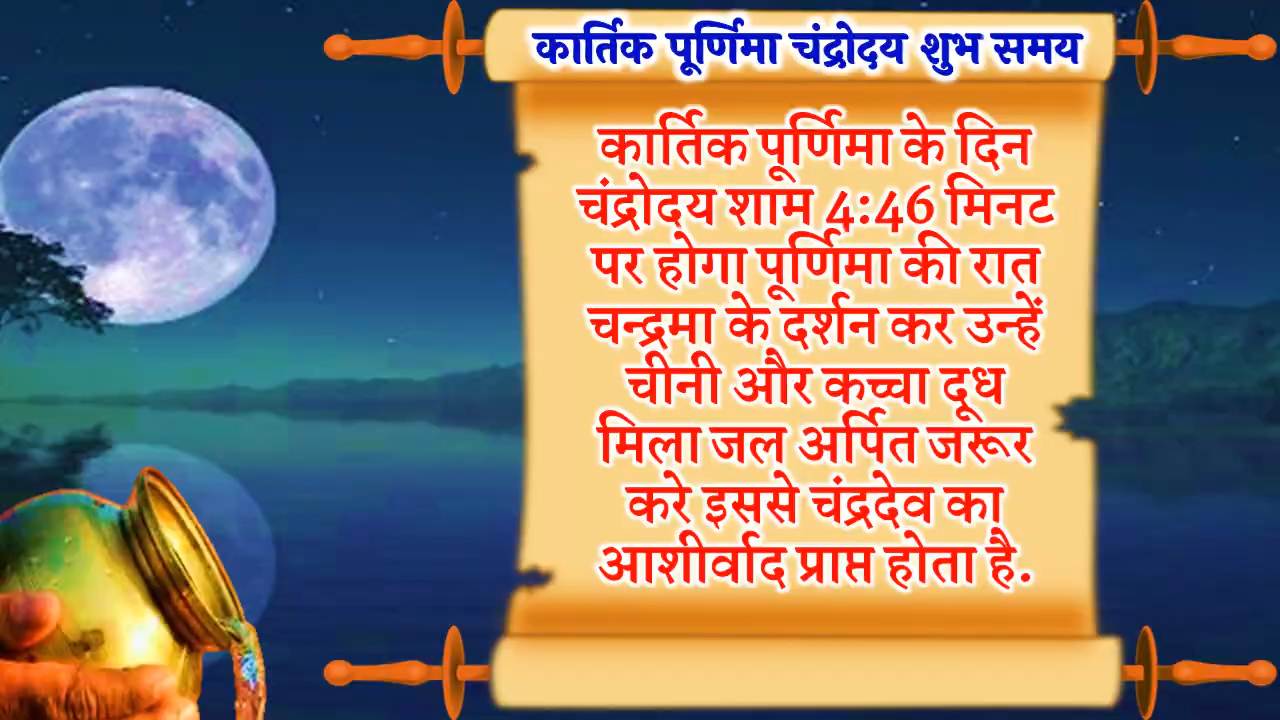 कार्तिक पूर्णिमा चंद्रोदय शुभ समय
कार्तिक पूर्णिमा के दिन
चंद्रोदय शाम 4:46 मिनट
पर होगा पूर्णिमा की रात
चन्द्रमा के दर्शन कर उन्हें
चीनी और कच्चा दूध
मिला जल अर्पित जरूर
करे इससे चंद्रदेव का
आशीर्वाद प्राप्त होता है.